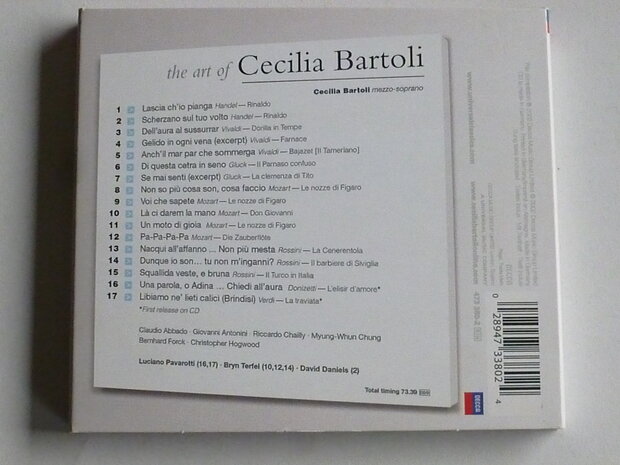 the art of Cecilia Bartoli
Cecilia Bartoli mezzo-soprano
1 Lascia ch'io pianga Handel — Rinaldo
2 Scherzano sul tuo volto Handel — Rinaldo
3 Dell'aura al sussurrar Vivaldi — Dorilla in Tempe
4 Gelido in ogni vena (excerpt) Vivaldi — Farnace
5 Anch'il mar par che sommerga Vivaldi — Bajazet [Il Tamerlano]
6 Di questa cetra in seno Gluck — Il Parnaso confuso
7 Se mai senti (excerpt) Gluck — La clemenza di Tito
8 Non so più cosa son, cosa faccio Mozart — Le nozze di Figaro
9 Voi che sapete Mozart — Le nozze di Figaro
10 Là ci darem la mano Mozart — Don Giovanni
11 Un moto di gioia Mozart — Le nozze di Figaro
12 Pa-Pa-Pa-Pa Mozart — Die Zauberflöte
13 Nacqui all'affanno ... Non più mesta Rossini — La Cenerentola
14 Dunque io son... tu non m'inganni? Rossini — Il barbiere di Siviglia
15 Squallida veste, e bruna Rossini — Il Turco in Italia
16 Una parola, o Adina ... Chiedi all'aura Donizetti — L'elisir d'amore*
17 Libiamo ne' lieti calici (Brindisi) Verdi — La traviata*
*First release on CD
Claudio Abbado · Giovanni Antonini · Riccardo Chailly · Myung-Whun Chung
Bernhard Forck · Christopher Hogwood
Luciano Pavarotti (16,17) · Bryn Terfel (10,12,14) · David Daniels (2)
Total timing 73.39
DECCA
473 380-2
0 28947 33802 4